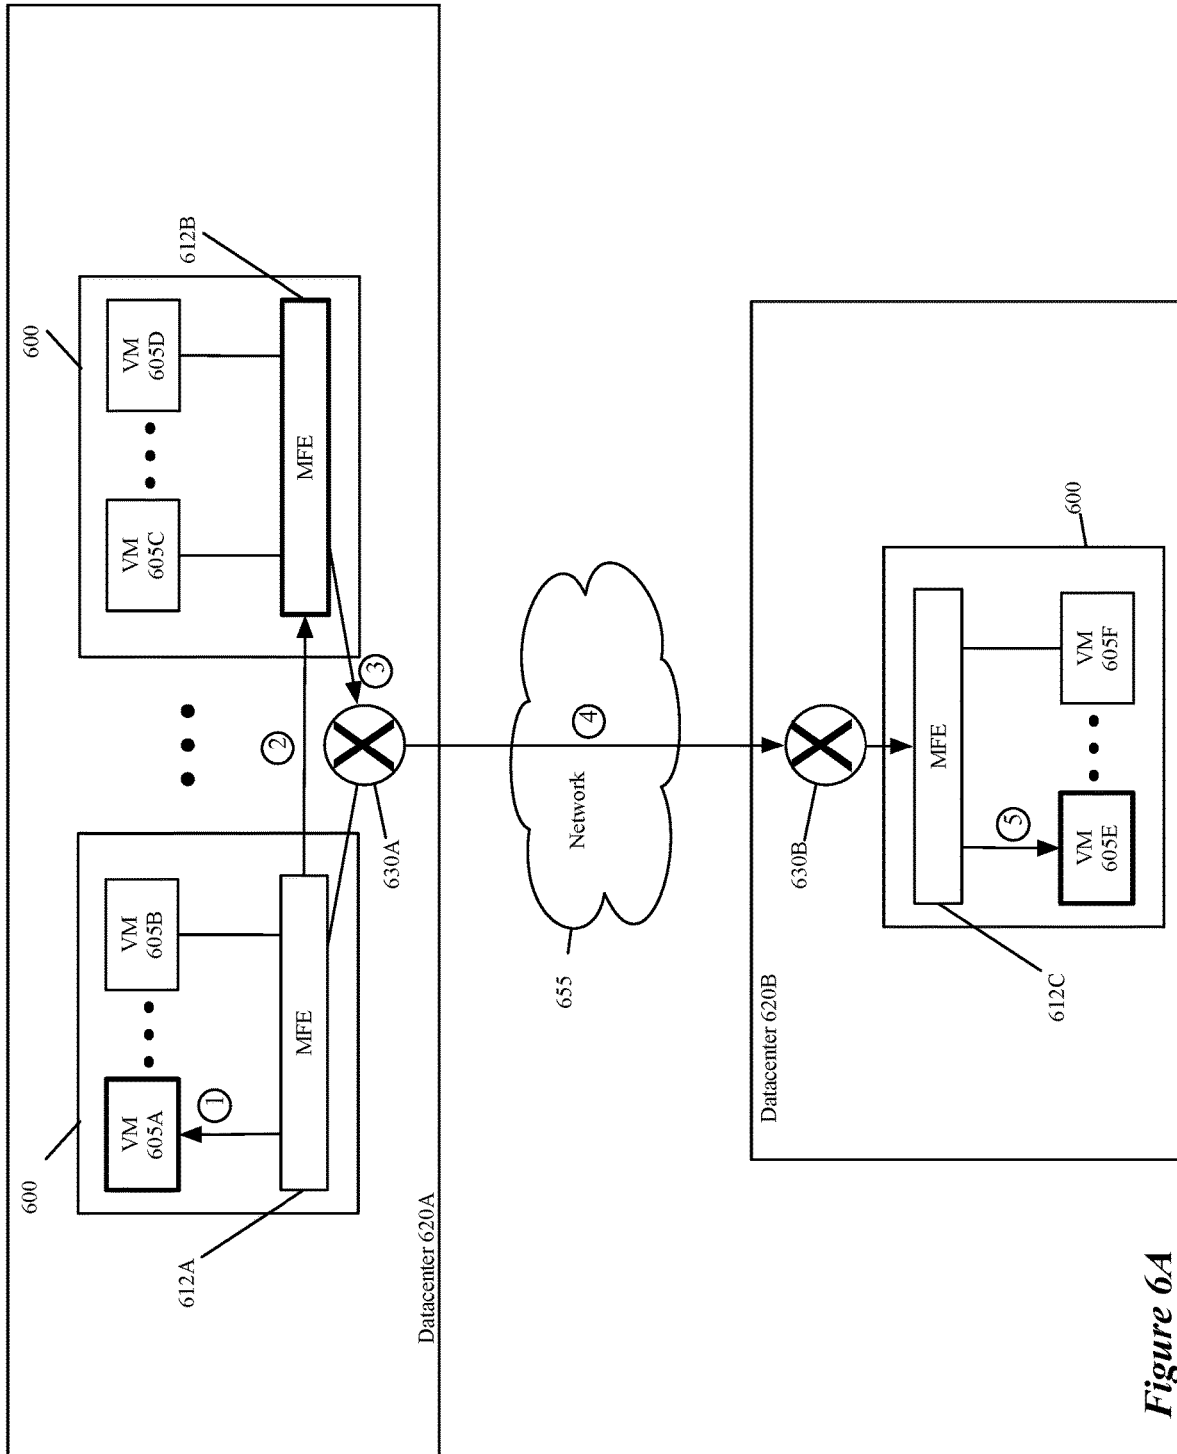 600
VM
605A
VM
605B
1
MFE
612A
2
600
VM
605C
VM
605D
MFE
612B
3
630A
Datacenter 620A
4
Network
655
Datacenter 620B
630B
MFE
612C
5
VM
605E
VM
605F
600
Figure 6A